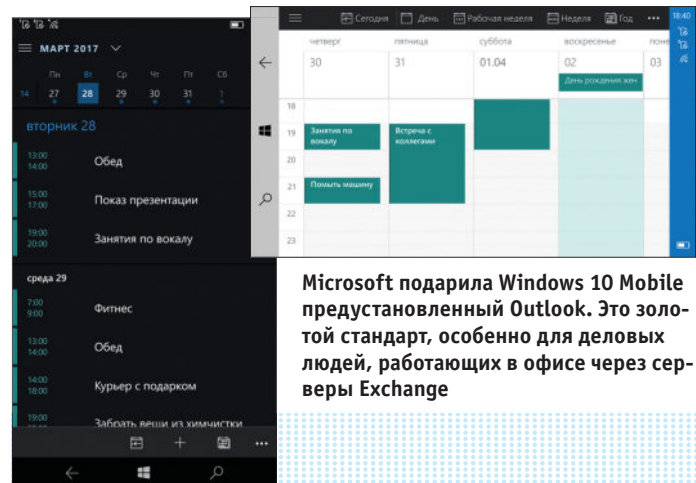 МАРТ 2017
Пн Вт Ср Чт Пт Сб
14 27 28 29 30 31 1
вторник 28
13:00
14:00
Обед
15:00
17:00
Показ презентации
19:00
20:00
Занятия по вокалу
среда 29
7:00
9:00
Фитнес
13:00
14:00
Обед
14:00
18:00
Курьер с подарком
19:00
Забрать вещи из химчистки
Сегодня День Рабочая неделя Неделя Год
18:40
четверг пятница суббота воскресенье поне
30 31 01.04 02 03
День рождения жен
18
19 Занятия по вокалу
Встреча с коллегами
20
21 Помыть машину
22
23
Microsoft подарила Windows 10 Mobile
предустановленный Outlook. Это золо-
той стандарт, особенно для деловых
людей, работающих в офисе через сер-
веры Exchange